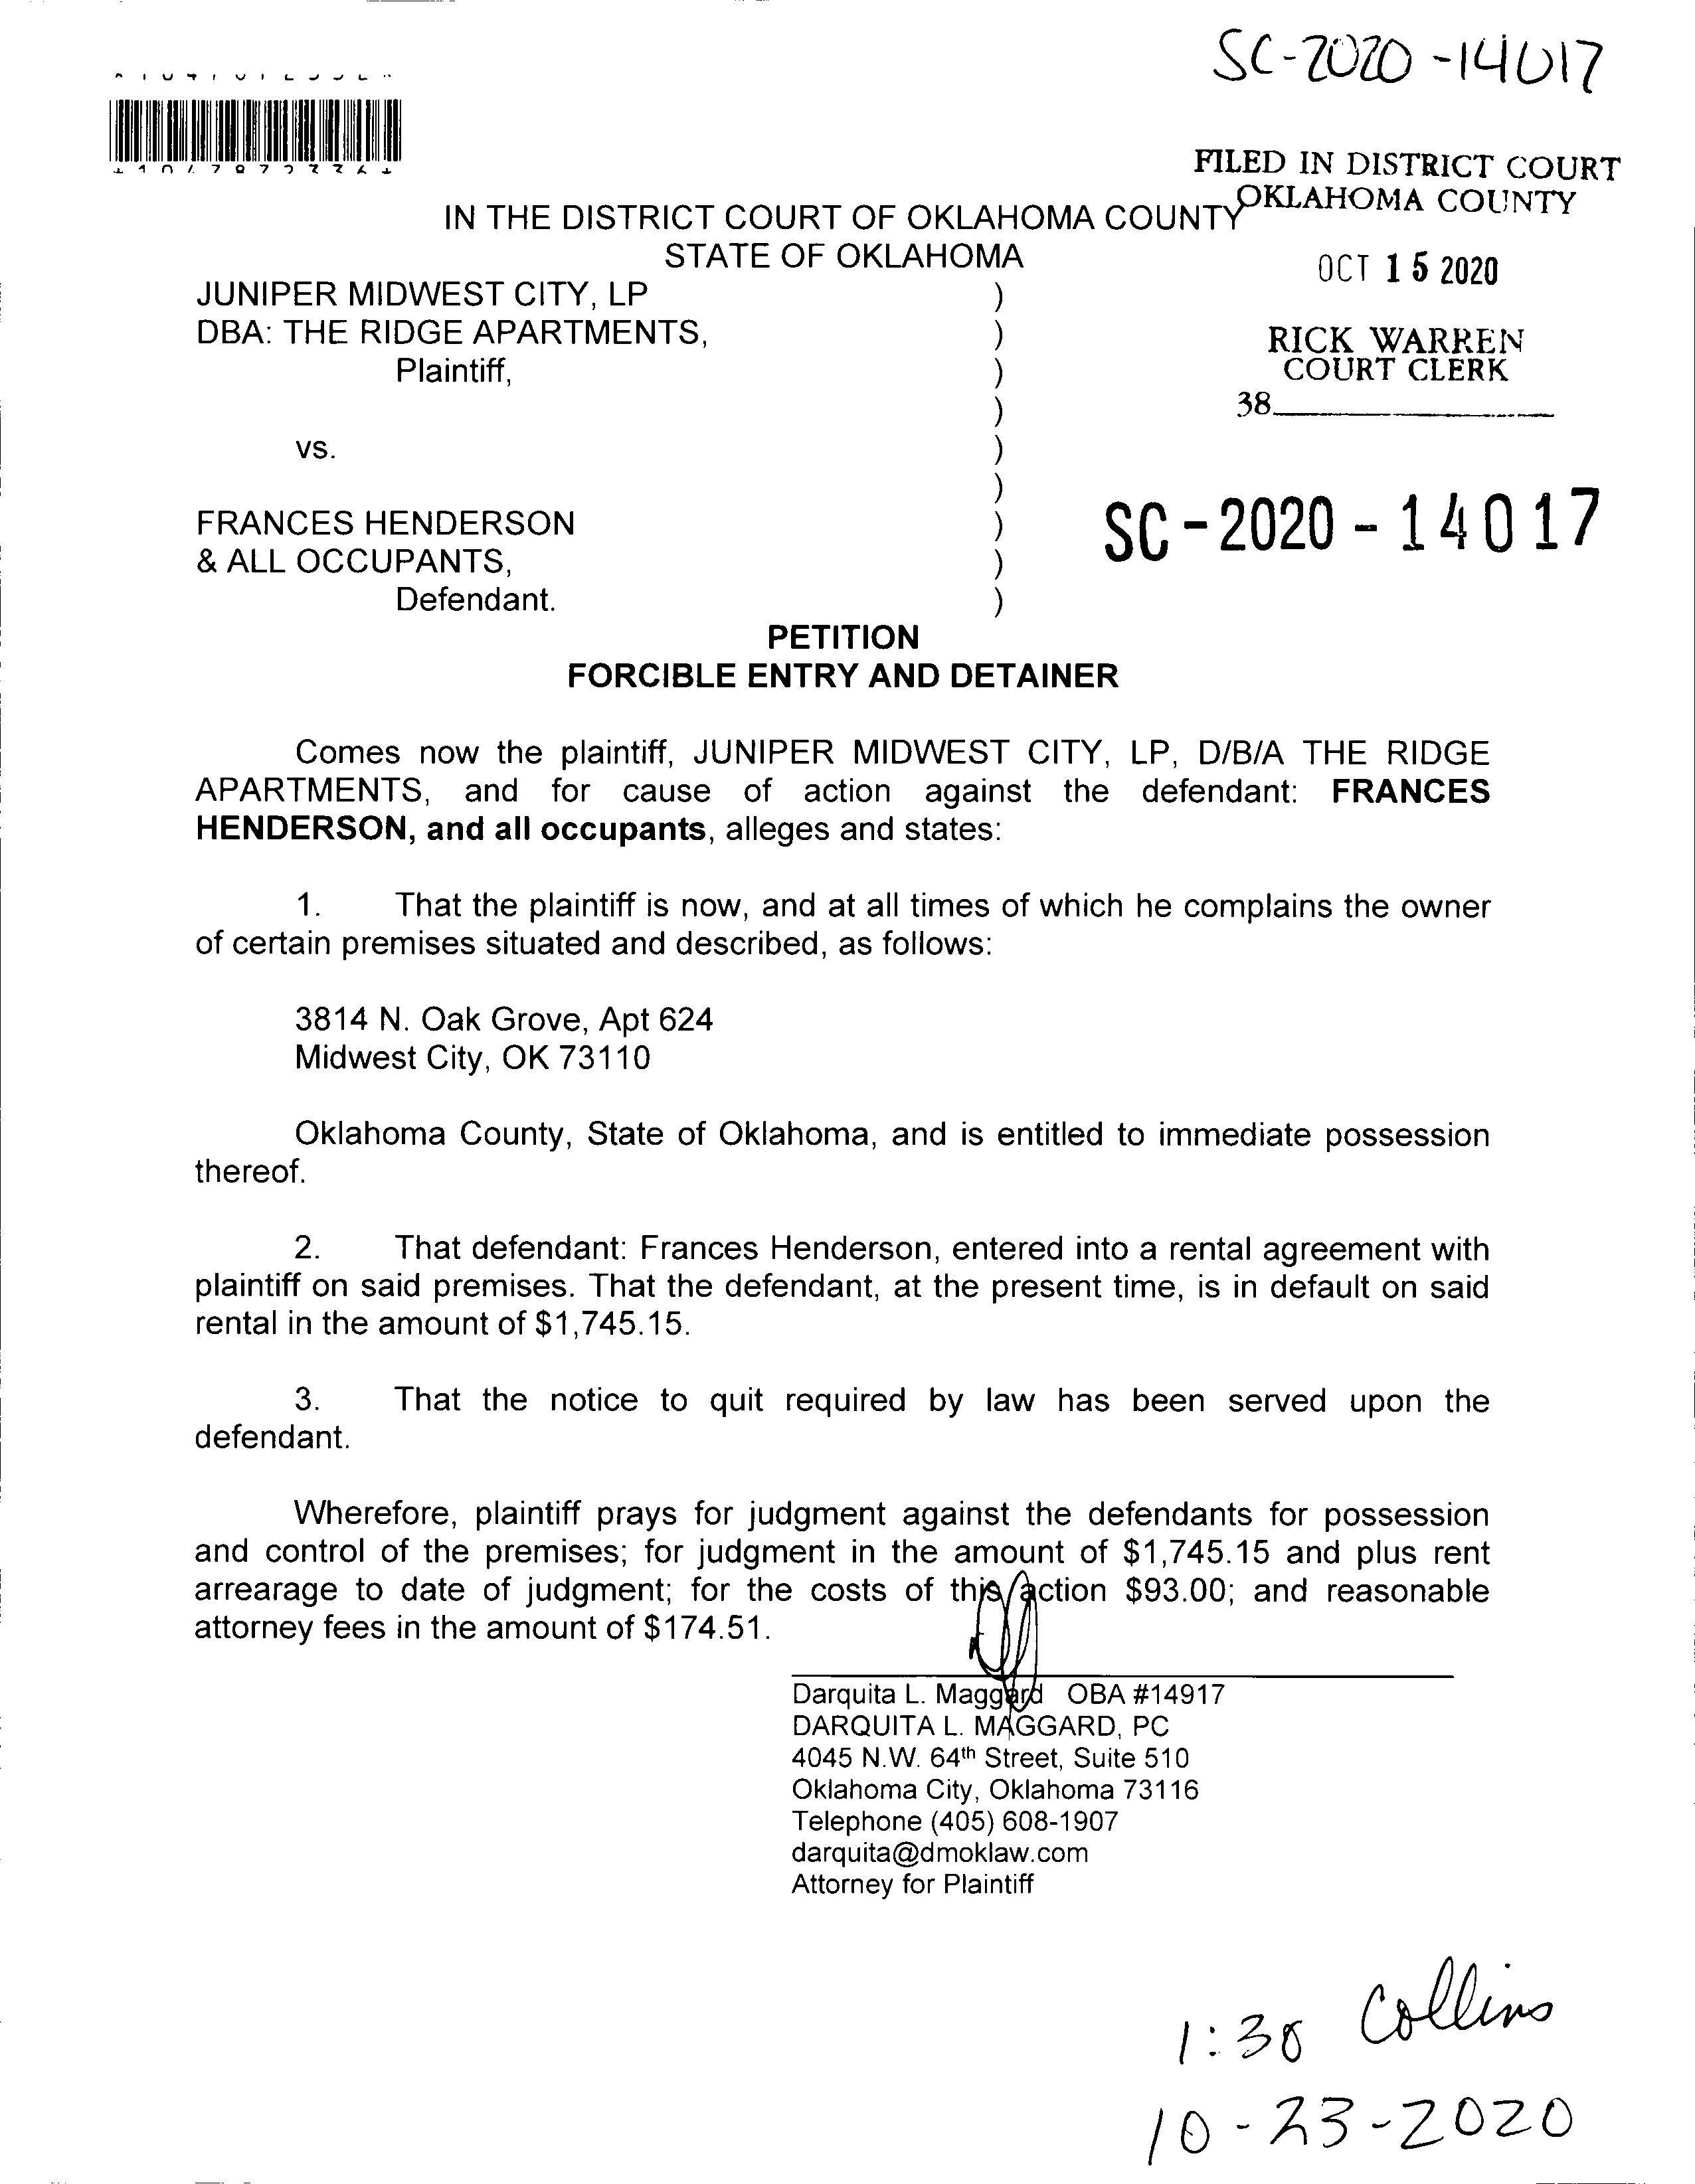 SC-2020-14017
FILED IN DISTRICT COURT
OKLAHOMA COUNTY
IN THE DISTRICT COURT OF OKLAHOMA COUNTY
STATE OF OKLAHOMA
OCT 15 2020
JUNIPER MIDWEST CITY, LP )
DBA: THE RIDGE APARTMENTS, )
Plaintiff, )
RICK WARREN
COURT CLERK
38
)
vs. )
)
FRANCES HENDERSON )
& ALL OCCUPANTS, )
Defendant. )
SC-2020-14017
PETITION
FORCIBLE ENTRY AND DETAINER
Comes now the plaintiff, JUNIPER MIDWEST CITY, LP, D/B/A THE RIDGE
APARTMENTS, and for cause of action against the defendant: FRANCES
HENDERSON, and all occupants, alleges and states:
1. That the plaintiff is now, and at all times of which he complains the owner
of certain premises situated and described, as follows:
3814 N. Oak Grove, Apt 624
Midwest City, OK 73110
Oklahoma County, State of Oklahoma, and is entitled to immediate possession
thereof.
2. That defendant: Frances Henderson, entered into a rental agreement with
plaintiff on said premises. That the defendant, at the present time, is in default on said
rental in the amount of $1,745.15.
3. That the notice to quit required by law has been served upon the
defendant.
Wherefore, plaintiff prays for judgment against the defendants for possession
and control of the premises; for judgment in the amount of $1,745.15 and plus rent
arrearage to date of judgment; for the costs of this action $93.00; and reasonable
attorney fees in the amount of $174.51.
Darquita L. Maggard OBA #14917
DARQUITA L. MAGGARD, PC
4045 N.W. 64th Street, Suite 510
Oklahoma City, Oklahoma 73116
Telephone (405) 608-1907
darquita@dmoklaw.com
Attorney for Plaintiff
1:30 Collins
10-23-2020